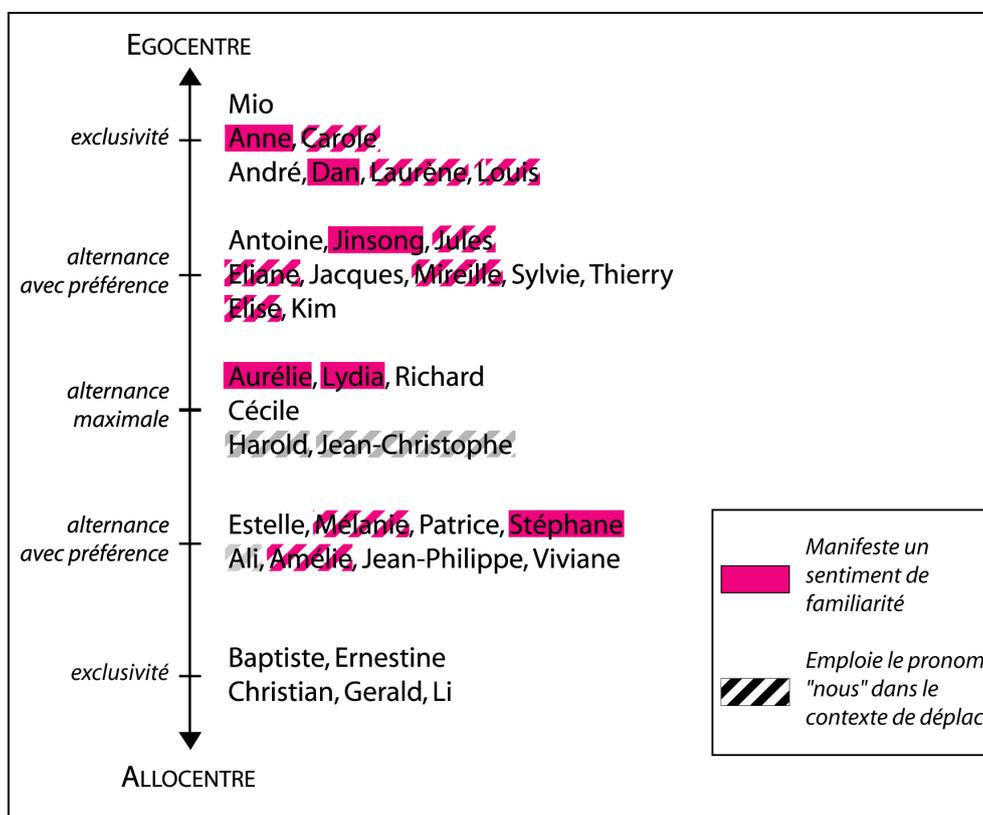 EGOCENTRE
Mio
exclusivité
Anne, Carole
André, Dan, Laurène, Louis
Antoine, Jinsong, Jules
alternance
avec préférence
Eliane, Jacques, Mireille, Sylvie, Thierry
Elise, Kim
Aurélie, Lydia, Richard
alternance
maximale
Cécile
Harold, Jean-Christophe
Estelle, Mélanie, Patrice, Stéphane
alternance
avec préférence
Ali, Amélie, Jean-Philippe, Viviane
Baptiste, Ernestine
exclusivité
Christian, Gerald, Li
ALLOCENTRE
Manifeste un
sentiment de
familiarité
Emploie le pronom
"nous" dans le
contexte de déplac